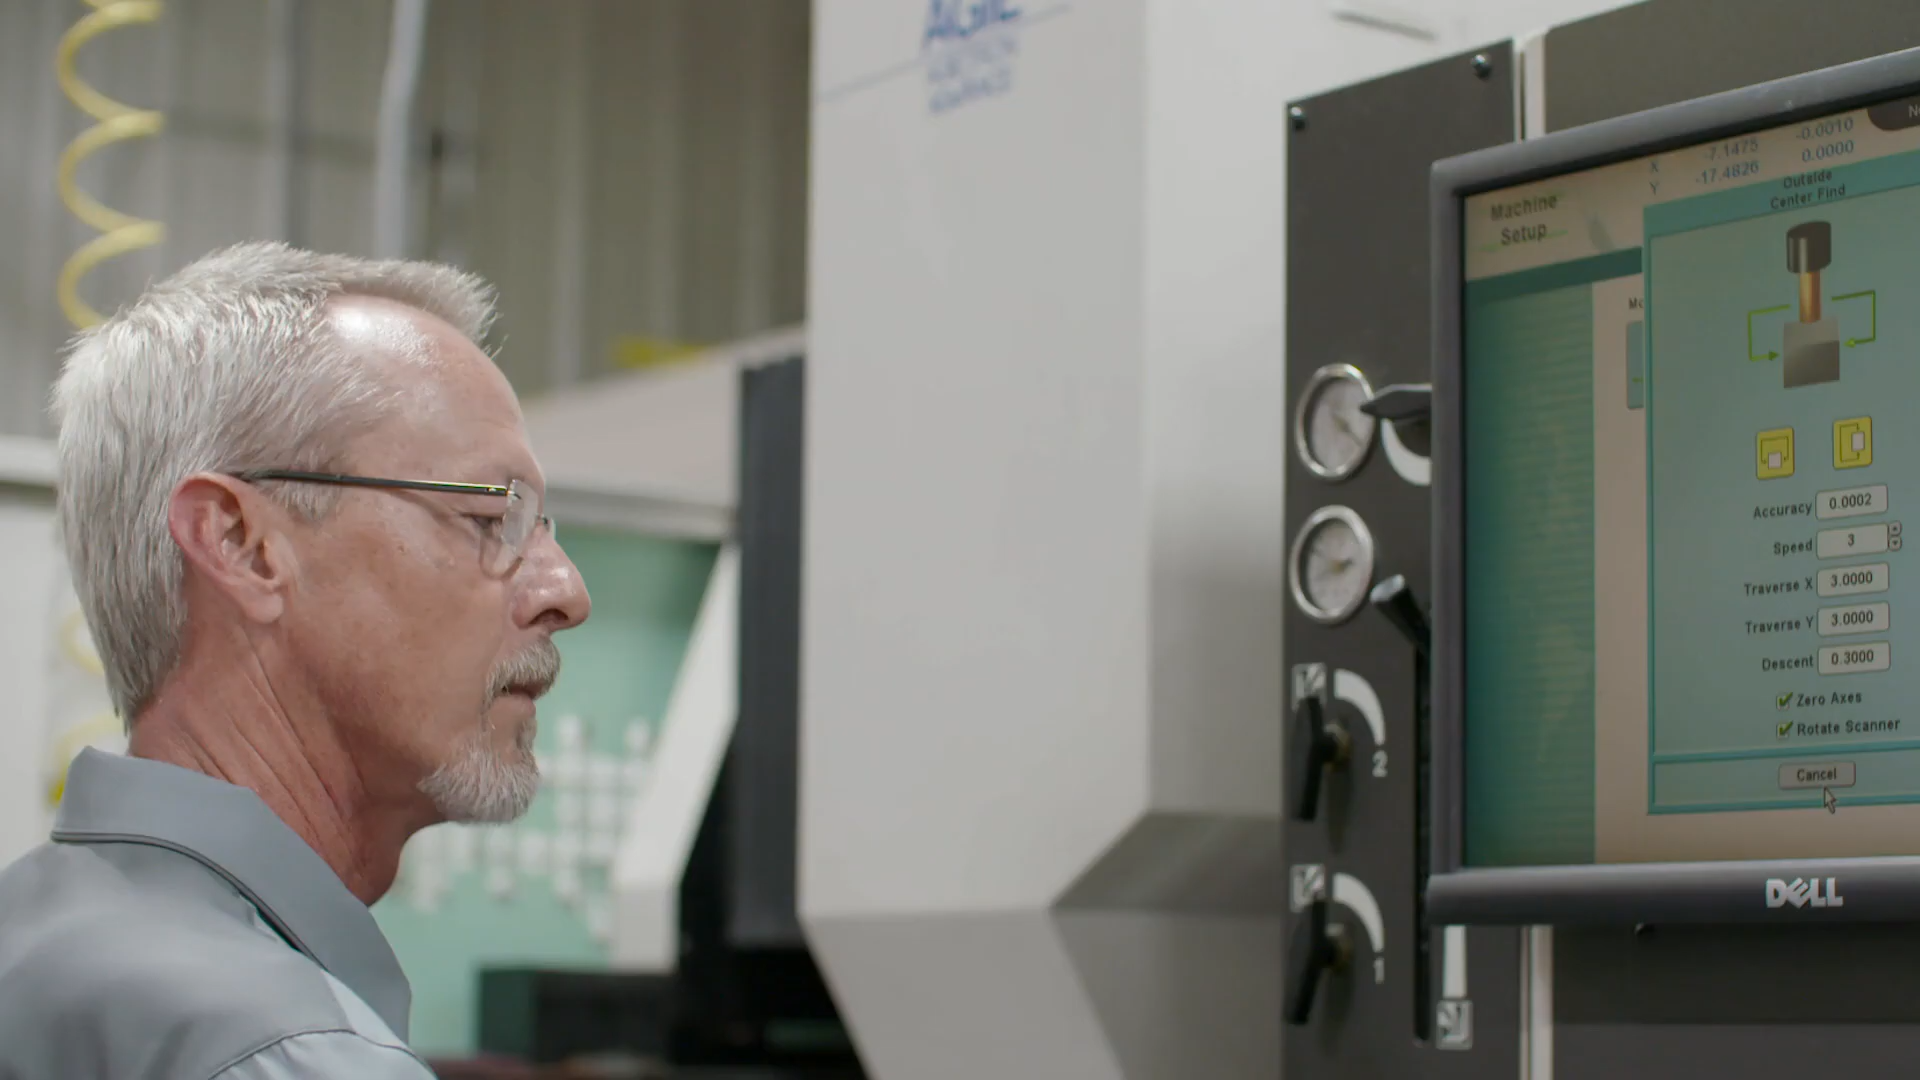 AGIE
X -7.1475 -0.0010
Y -17.4826 0.0000
Machine
Setup
Outside
Center Find
Accuracy 0.0002
Speed 3
Traverse X 3.0000
Traverse Y 3.0000
Descent 0.3000
Zero Axes
Rotate Scanner
Cancel
DELL
2
1